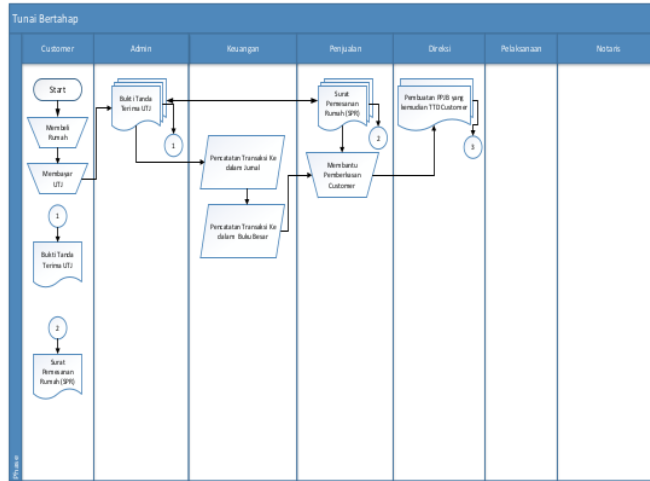 Tunai Bertahap
Customer
Admin
Keuangan
Penjualan
Direksi
Pelaksanaan
Notaris
Start
Membeli
Rumah
Membayar
UTJ
1
Bukti Tanda
Terima UTJ
2
Surat
Pemesanan
Rumah (SPR)
Bukti Tanda
Terima UTJ
1
Pencatatan Transaksi Ke
dalam Jurnal
Pencatatan Transaksi Ke
dalam Buku Besar
Surat
Pemesanan
Rumah (SPR)
2
Membantu
Pemberkasan
Customer
Pembuatan PPJB yang
kemudian TTD Customer
3
Phase